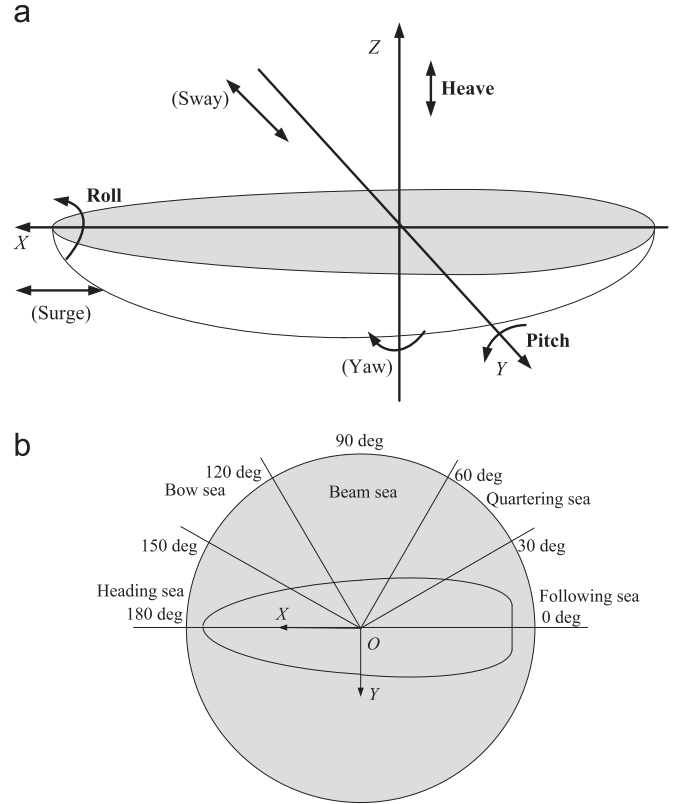 a
Z
Heave
(Sway)
Roll
X
(Surge)
(Yaw)
Pitch
Y
b
90 deg
120 deg
60 deg
Bow sea
Beam sea
Quartering sea
150 deg
30 deg
Heading sea
Following sea
180 deg
X
0 deg
O
Y